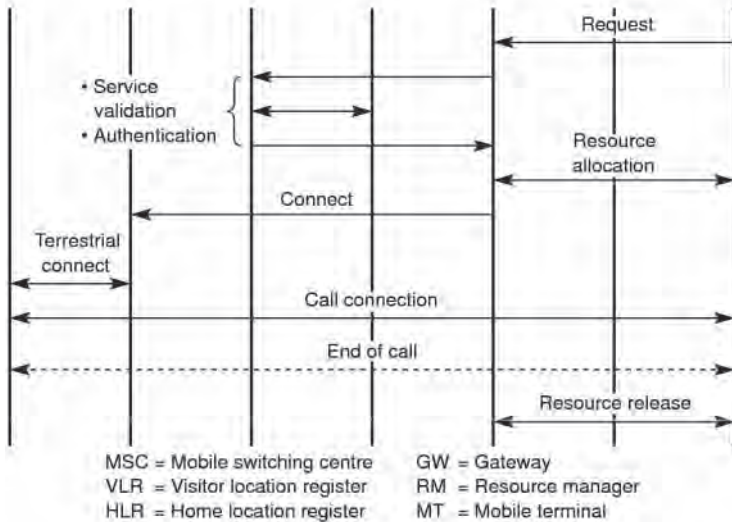 Request
• Service
validation
• Authentication
Resource
allocation
Connect
Terrestrial
connect
Call connection
End of call
Resource release
MSC = Mobile switching centre
GW = Gateway
VLR = Visitor location register
RM = Resource manager
HLR = Home location register
MT = Mobile terminal